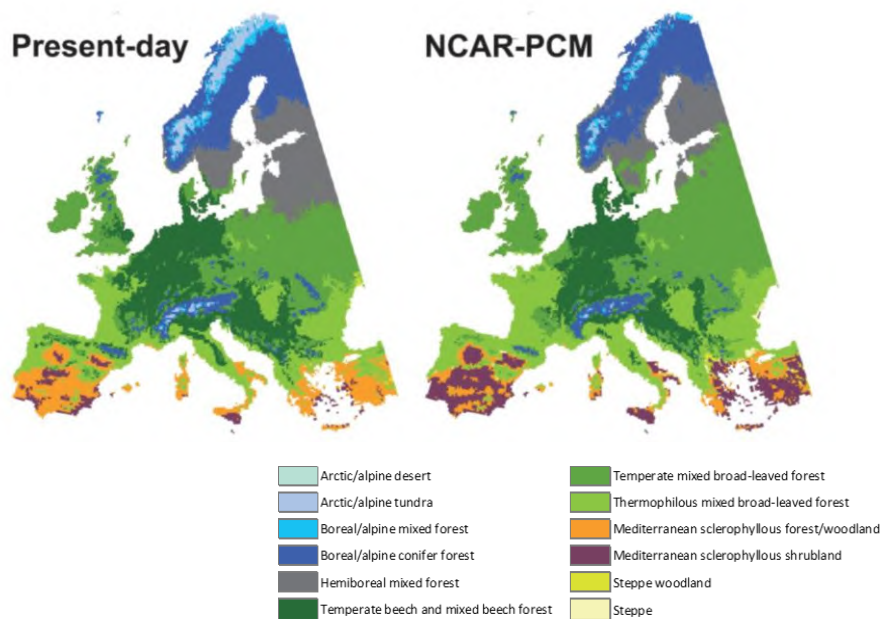 Present-day
NCAR-PCM
Arctic/alpine desert
Arctic/alpine tundra
Boreal/alpine mixed forest
Boreal/alpine conifer forest
Hemiboreal mixed forest
Temperate beech and mixed beech forest
Temperate mixed broad-leaved forest
Thermophilous mixed broad-leaved forest
Mediterranean sclerophyllous forest/woodland
Mediterranean sclerophyllous shrubland
Steppe woodland
Steppe